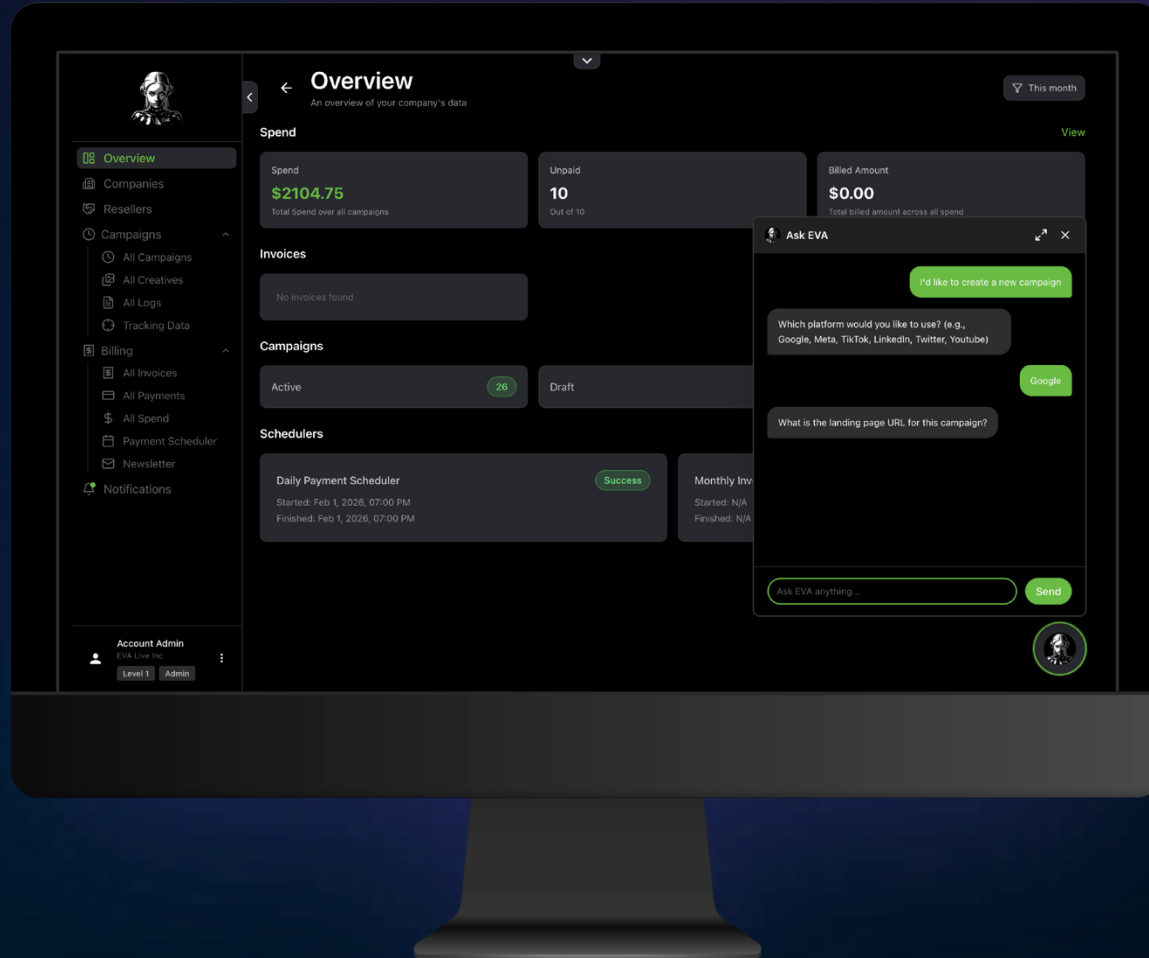 Overview
An overview of your company's data
This month
Overview
Companies
Resellers
Campaigns
All Campaigns
All Creatives
All Logs
Tracking Data
Billing
All Invoices
All Payments
All Spend
Payment Scheduler
Newsletter
Notifications
Account Admin
EVA Live Inc
Level 1
Admin
Spend
View
Spend
$2104.75
Total Spend over all campaigns
Unpaid
10
Out of 10
Billed Amount
$0.00
Total billed amount across all spend
Invoices
No invoices found
Campaigns
Active
26
Draft
Schedulers
Daily Payment Scheduler
Success
Started: Feb 1, 2026, 07:00 PM
Finished: Feb 1, 2026, 07:00 PM
Monthly Inv
Started: N/A
Finished: N/A
Ask EVA
I'd like to create a new campaign
Which platform would you like to use? (e.g.,
Google, Meta, TikTok, LinkedIn, Twitter, Youtube)
Google
What is the landing page URL for this campaign?
Ask EVA anything...
Send